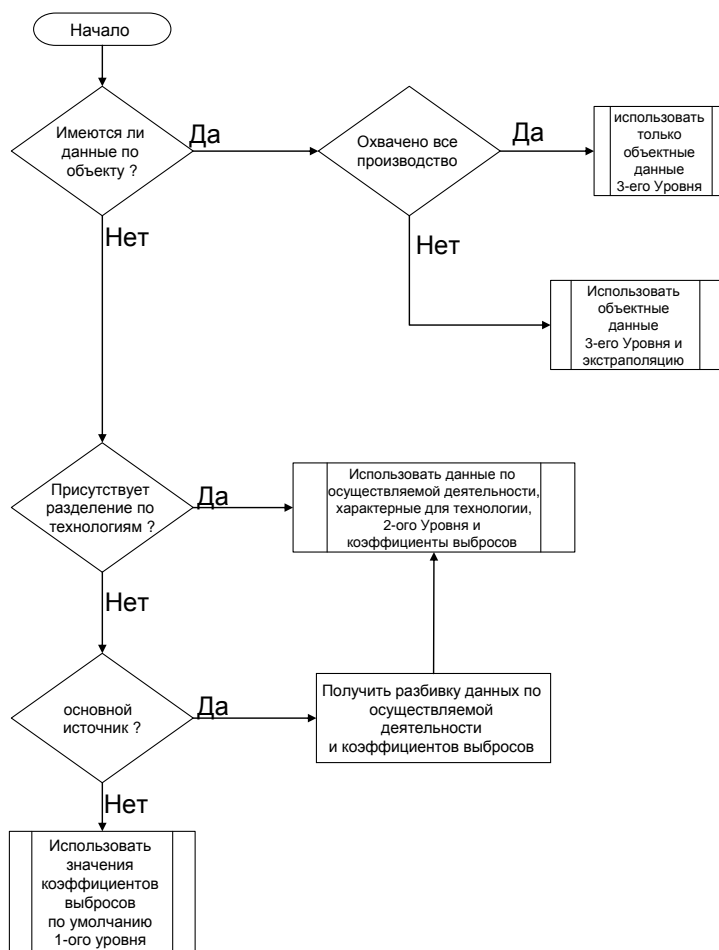 Начало
Имеются ли
данные по
объекту ?
Да
Охвачено все
производство
Да
использовать
только
объектные
данные
3-его Уровня
Нет
Нет
Использовать
объектные
данные
3-его Уровня и
экстраполяцию
Присутствует
разделение по
технологиям ?
Да
Использовать данные по
осуществляемой деятельности,
характерные для технологии,
2-ого Уровня и
коэффициенты выбросов
Нет
основной
источник ?
Да
Получить разбивку данных по
осуществляемой
деятельности
и коэффициентов выбросов
Нет
Использовать
значения
коэффициентов
выбросов
по умолчанию
1-ого уровня